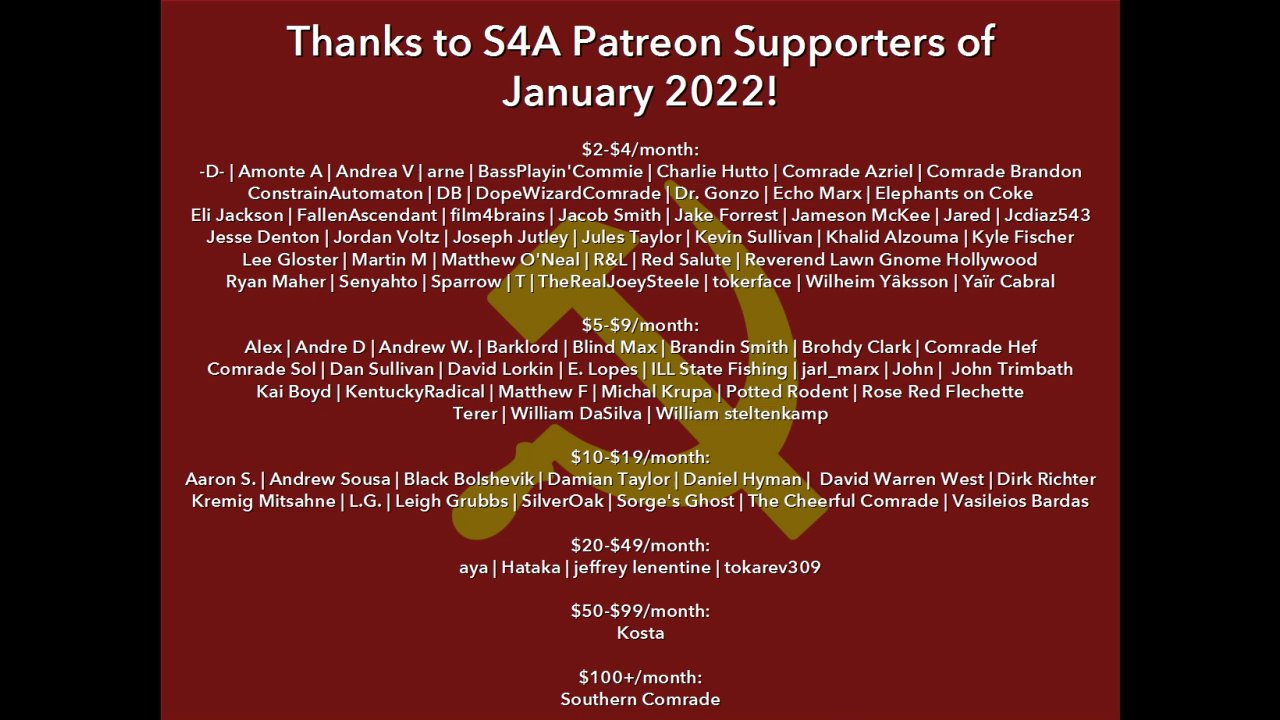 Thanks to S4A Patreon Supporters of
January 2022!
$2-$4/month:
-D- | Amonte A | Andrea V | arne | BassPlayin'Commie | Charlie Hutto | Comrade Azriel | Comrade Brandon
ConstrainAutomaton | DB | DopeWizardComrade | Dr. Gonzo | Echo Marx | Elephants on Coke
Eli Jackson | FallenAscendant | film4brains | Jacob Smith | Jake Forrest | Jameson McKee | Jared | Jcdiaz543
Jesse Denton | Jordan Voltz | Joseph Jutley | Jules Taylor | Kevin Sullivan | Khalid Alzouma | Kyle Fischer
Lee Gloster | Martin M | Matthew O'Neal | R&L | Red Salute | Reverend Lawn Gnome Hollywood
Ryan Maher | Senyahto | Sparrow | T | TheRealJoeySteele | tokerface | Wilheim Yâksson | Yaïr Cabral
$5-$9/month:
Alex | Andre D | Andrew W. | Barklord | Blind Max | Brandin Smith | Brohdy Clark | Comrade Hef
Comrade Sol | Dan Sullivan | David Lorkin | E. Lopes | ILL State Fishing | jarl_marx | John |  John Trimbath
Kai Boyd | KentuckyRadical | Matthew F | Michal Krupa | Potted Rodent | Rose Red Flechette
Terer | William DaSilva | William steltenkamp
$10-$19/month:
Aaron S. | Andrew Sousa | Black Bolshevik | Damian Taylor | Daniel Hyman |  David Warren West | Dirk Richter
Kremig Mitsahne | L.G. | Leigh Grubbs | SilverOak | Sorge's Ghost | The Cheerful Comrade | Vasileios Bardas
$20-$49/month:
aya | Hataka | jeffrey lenentine | tokarev309
$50-$99/month:
Kosta
$100+/month:
Southern Comrade